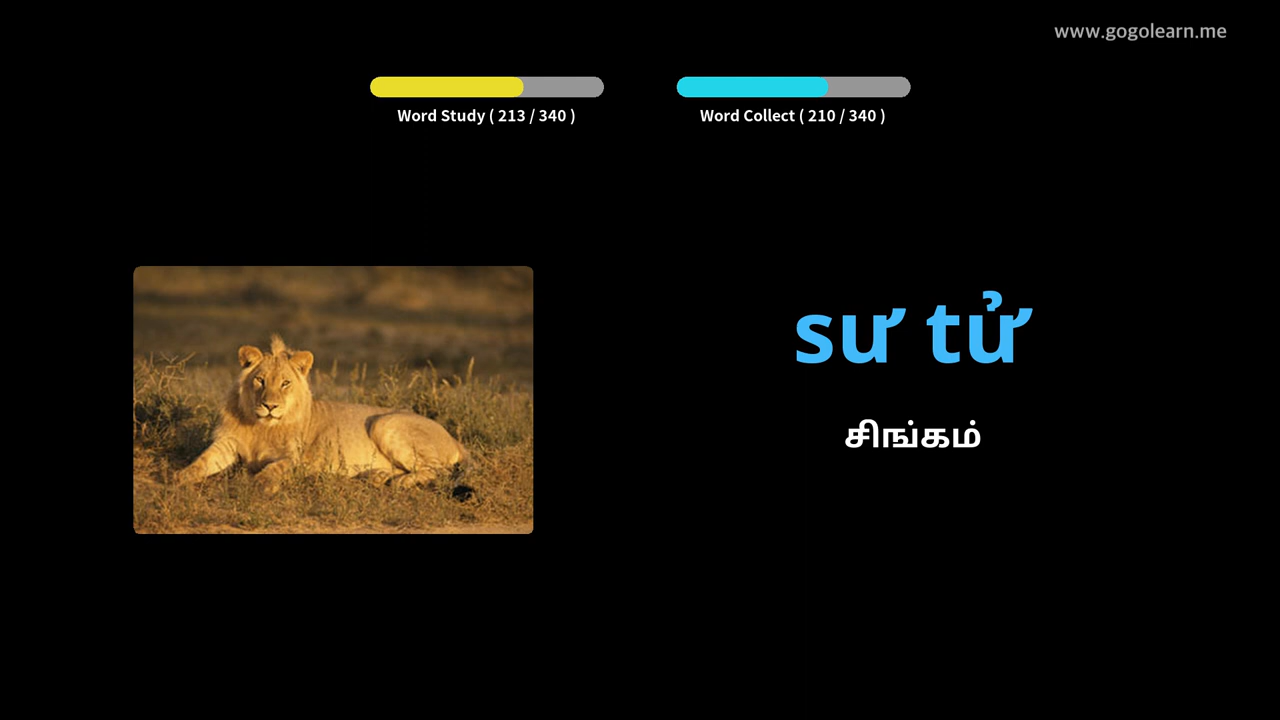 www.gogolearn.me
Word Study ( 213 / 340 )
Word Collect ( 210 / 340 )
sư tử
சிங்கம்